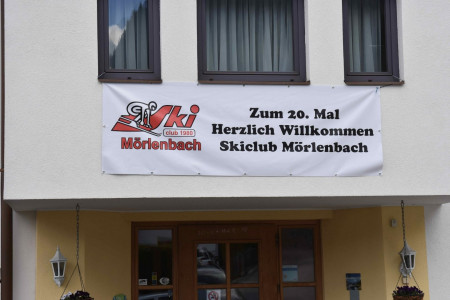 Ski
club 1980
Mörlenbach
Zum 20. Mal
Herzlich Willkommen
Skiclub Mörlenbach